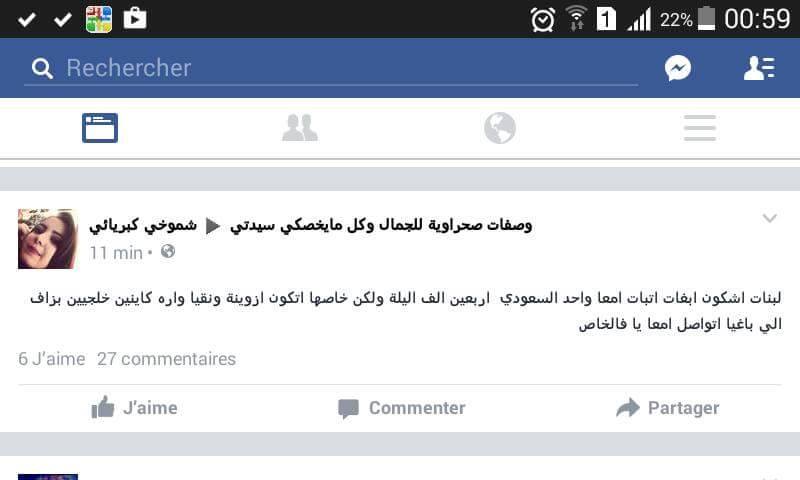 1
22%
00:59
Rechercher
شموخي كبريائي ▶ وصفات صحراوية للجمال وكل مايخصكي سيدتي
11 min •
لبنات اشكون ابغات اتبات امعا واحد السعودي اربعين الف اليلة ولكن خاصها اتكون ازوينة ونقيا واره كاينين خلجيين بزاف
الي باغيا اتواصل امعا يا فالخاص
6 J'aime 27 commentaires
J'aime Commenter Partager